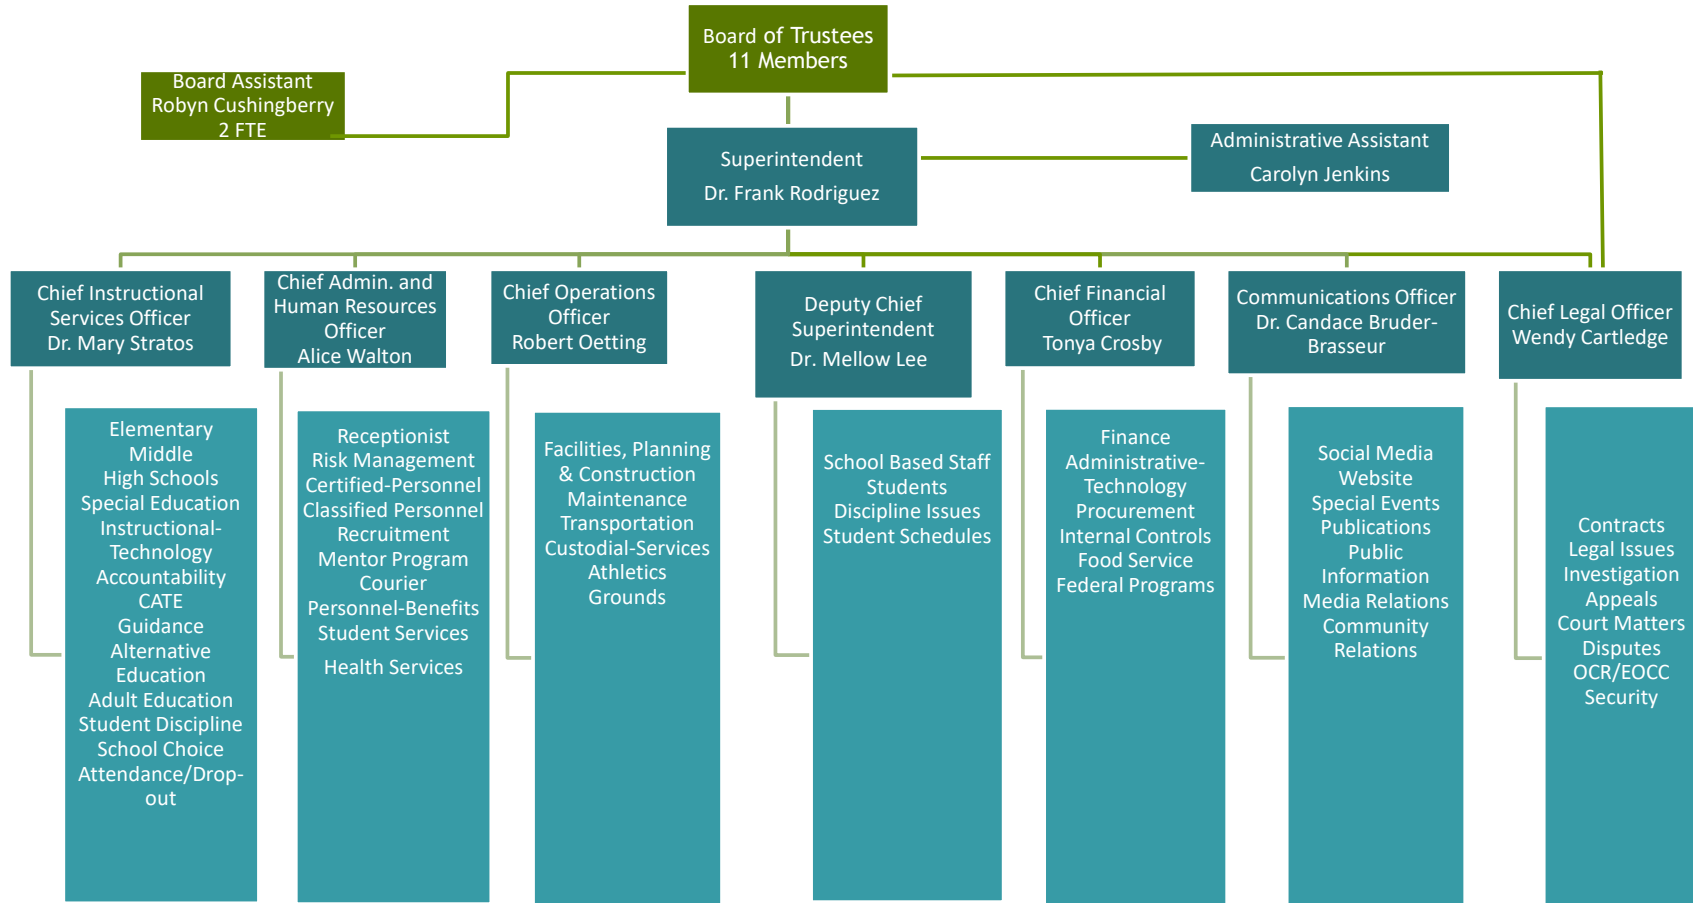 Board of Trustees
11 Members
Board Assistant
Robyn Cushingberry
2 FTE
Superintendent
Dr. Frank Rodriguez
Administrative Assistant
Carolyn Jenkins
Chief Instructional
Services Officer
Dr. Mary Stratos
Chief Admin. and
Human Resources
Officer
Alice Walton
Chief Operations
Officer
Robert Oetting
Deputy Chief
Superintendent
Dr. Mellow Lee
Chief Financial
Officer
Tonya Crosby
Communications Officer
Dr. Candace Bruder-
Brasseur
Chief Legal Officer
Wendy Cartledge
Elementary
Middle
High Schools
Special Education
Instructional-
Technology
Accountability
CATE
Guidance
Alternative
Education
Adult Education
Student Discipline
School Choice
Attendance/Drop-
out
Receptionist
Risk Management
Certified-Personnel
Classified Personnel
Recruitment
Mentor Program
Courier
Personnel-Benefits
Student Services
Health Services
Facilities, Planning
& Construction
Maintenance
Transportation
Custodial-Services
Athletics
Grounds
School Based Staff
Students
Discipline Issues
Student Schedules
Finance
Administrative-
Technology
Procurement
Internal Controls
Food Service
Federal Programs
Social Media
Website
Special Events
Publications
Public
Information
Media Relations
Community
Relations
Contracts
Legal Issues
Investigation
Appeals
Court Matters
Disputes
OCR/EOCC
Security